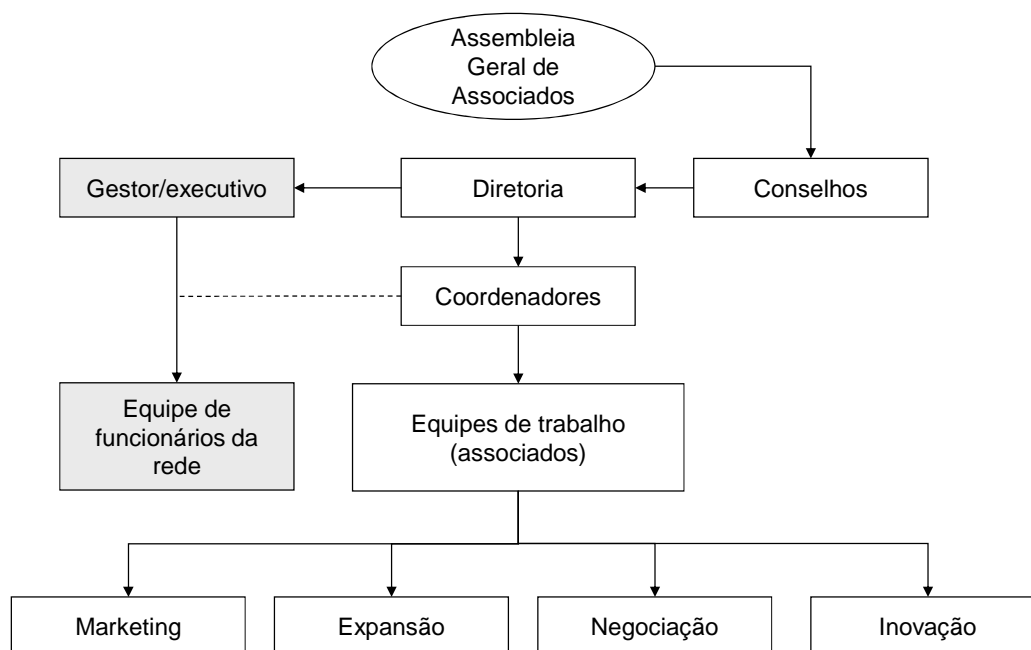 Assembleia
Geral de
Associados
Gestor/executivo
Diretoria
Conselhos
Coordenadores
Equipe de
funcionários da
rede
Equipes de trabalho
(associados)
Marketing
Expansão
Negociação
Inovação